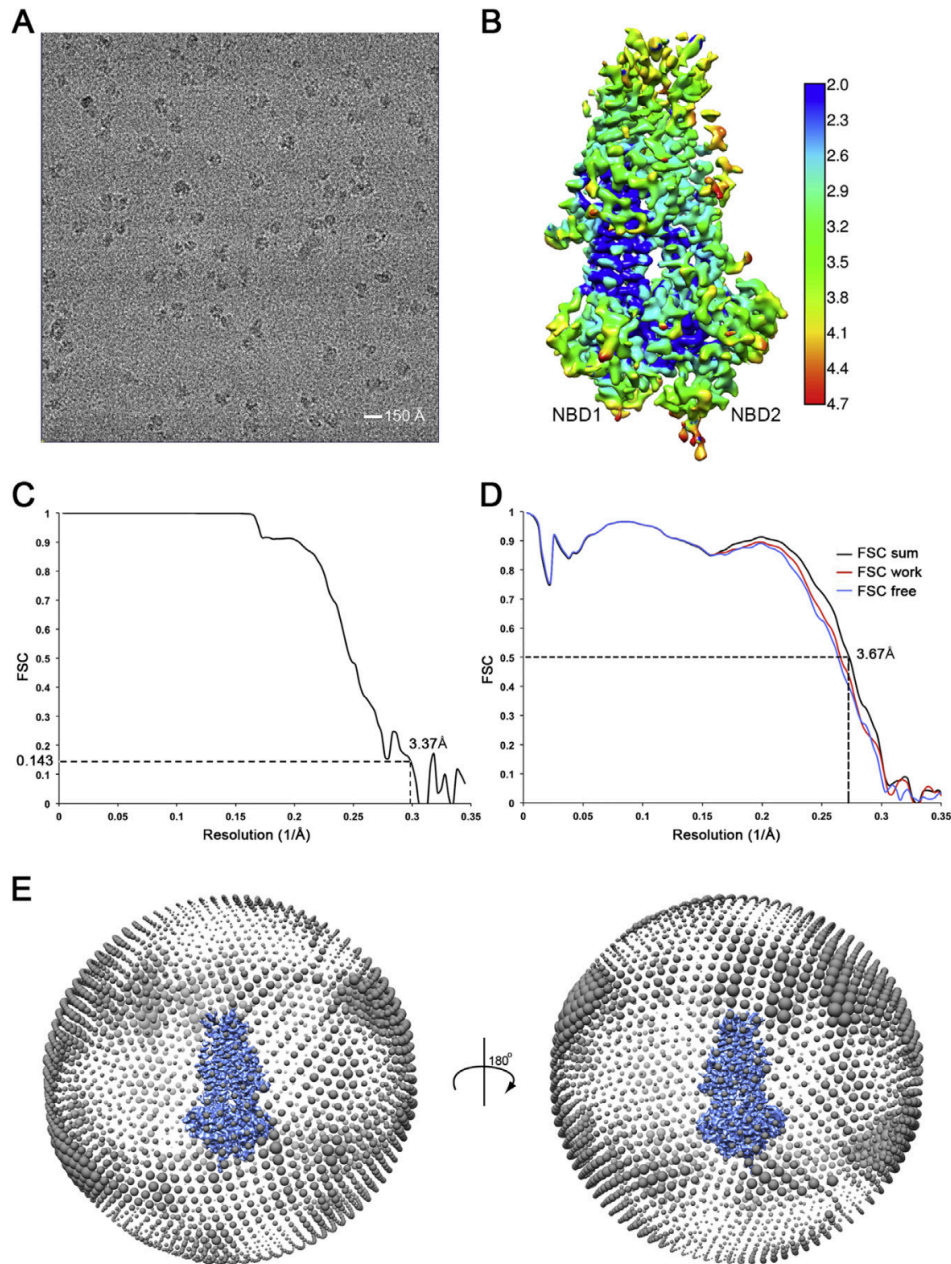 A
150 Å
B
2.0
2.3
2.6
2.9
3.2
3.5
3.8
4.1
4.4
4.7
NBD1
NBD2
C
FSC
1
0.9
0.8
0.7
0.6
0.5
0.4
0.3
0.2
0.143
0.1
0
3.37Å
0 0.05 0.1 0.15 0.2 0.25 0.3 0.35
Resolution (1/Å)
D
FSC
1
0.9
0.8
0.7
0.6
0.5
0.4
0.3
0.2
0.1
0
FSC sum
FSC work
FSC free
3.67Å
0 0.05 0.1 0.15 0.2 0.25 0.3 0.35
Resolution (1/Å)
E
180°